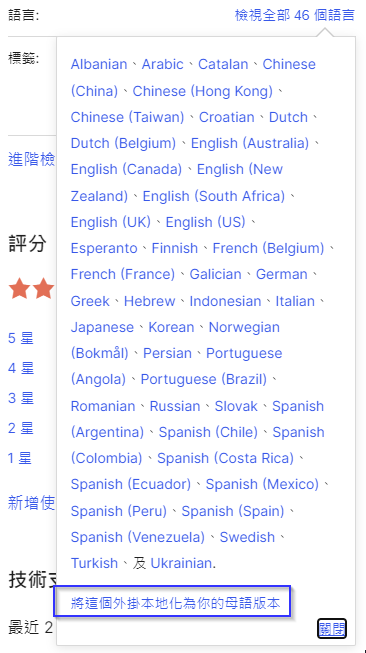 語言:
檢視全部 46 個語言
標籤:
Albanian、Arabic、Catalan、Chinese
(China)、Chinese (Hong Kong)、
Chinese (Taiwan)、Croatian、Dutch、
Dutch (Belgium)、English (Australia)、
English (Canada)、English (New
Zealand)、English (South Africa)、
English (UK)、English (US)、
Esperanto、Finnish、French (Belgium)、
French (France)、Galician、German、
Greek、Hebrew、Indonesian、Italian、
Japanese、Korean、Norwegian
(Bokmål)、Persian、Portuguese
(Angola)、Portuguese (Brazil)、
Romanian、Russian、Slovak、Spanish
(Argentina)、Spanish (Chile)、Spanish
(Colombia)、Spanish (Costa Rica)、
Spanish (Ecuador)、Spanish (Mexico)、
Spanish (Peru)、Spanish (Spain)、
Spanish (Venezuela)、Swedish、
Turkish、及 Ukrainian.
將這個外掛本地化為你的母語版本
關閉
進階檢
評分
5 星
4 星
3 星
2 星
1 星
新增使
技術支
最近 2